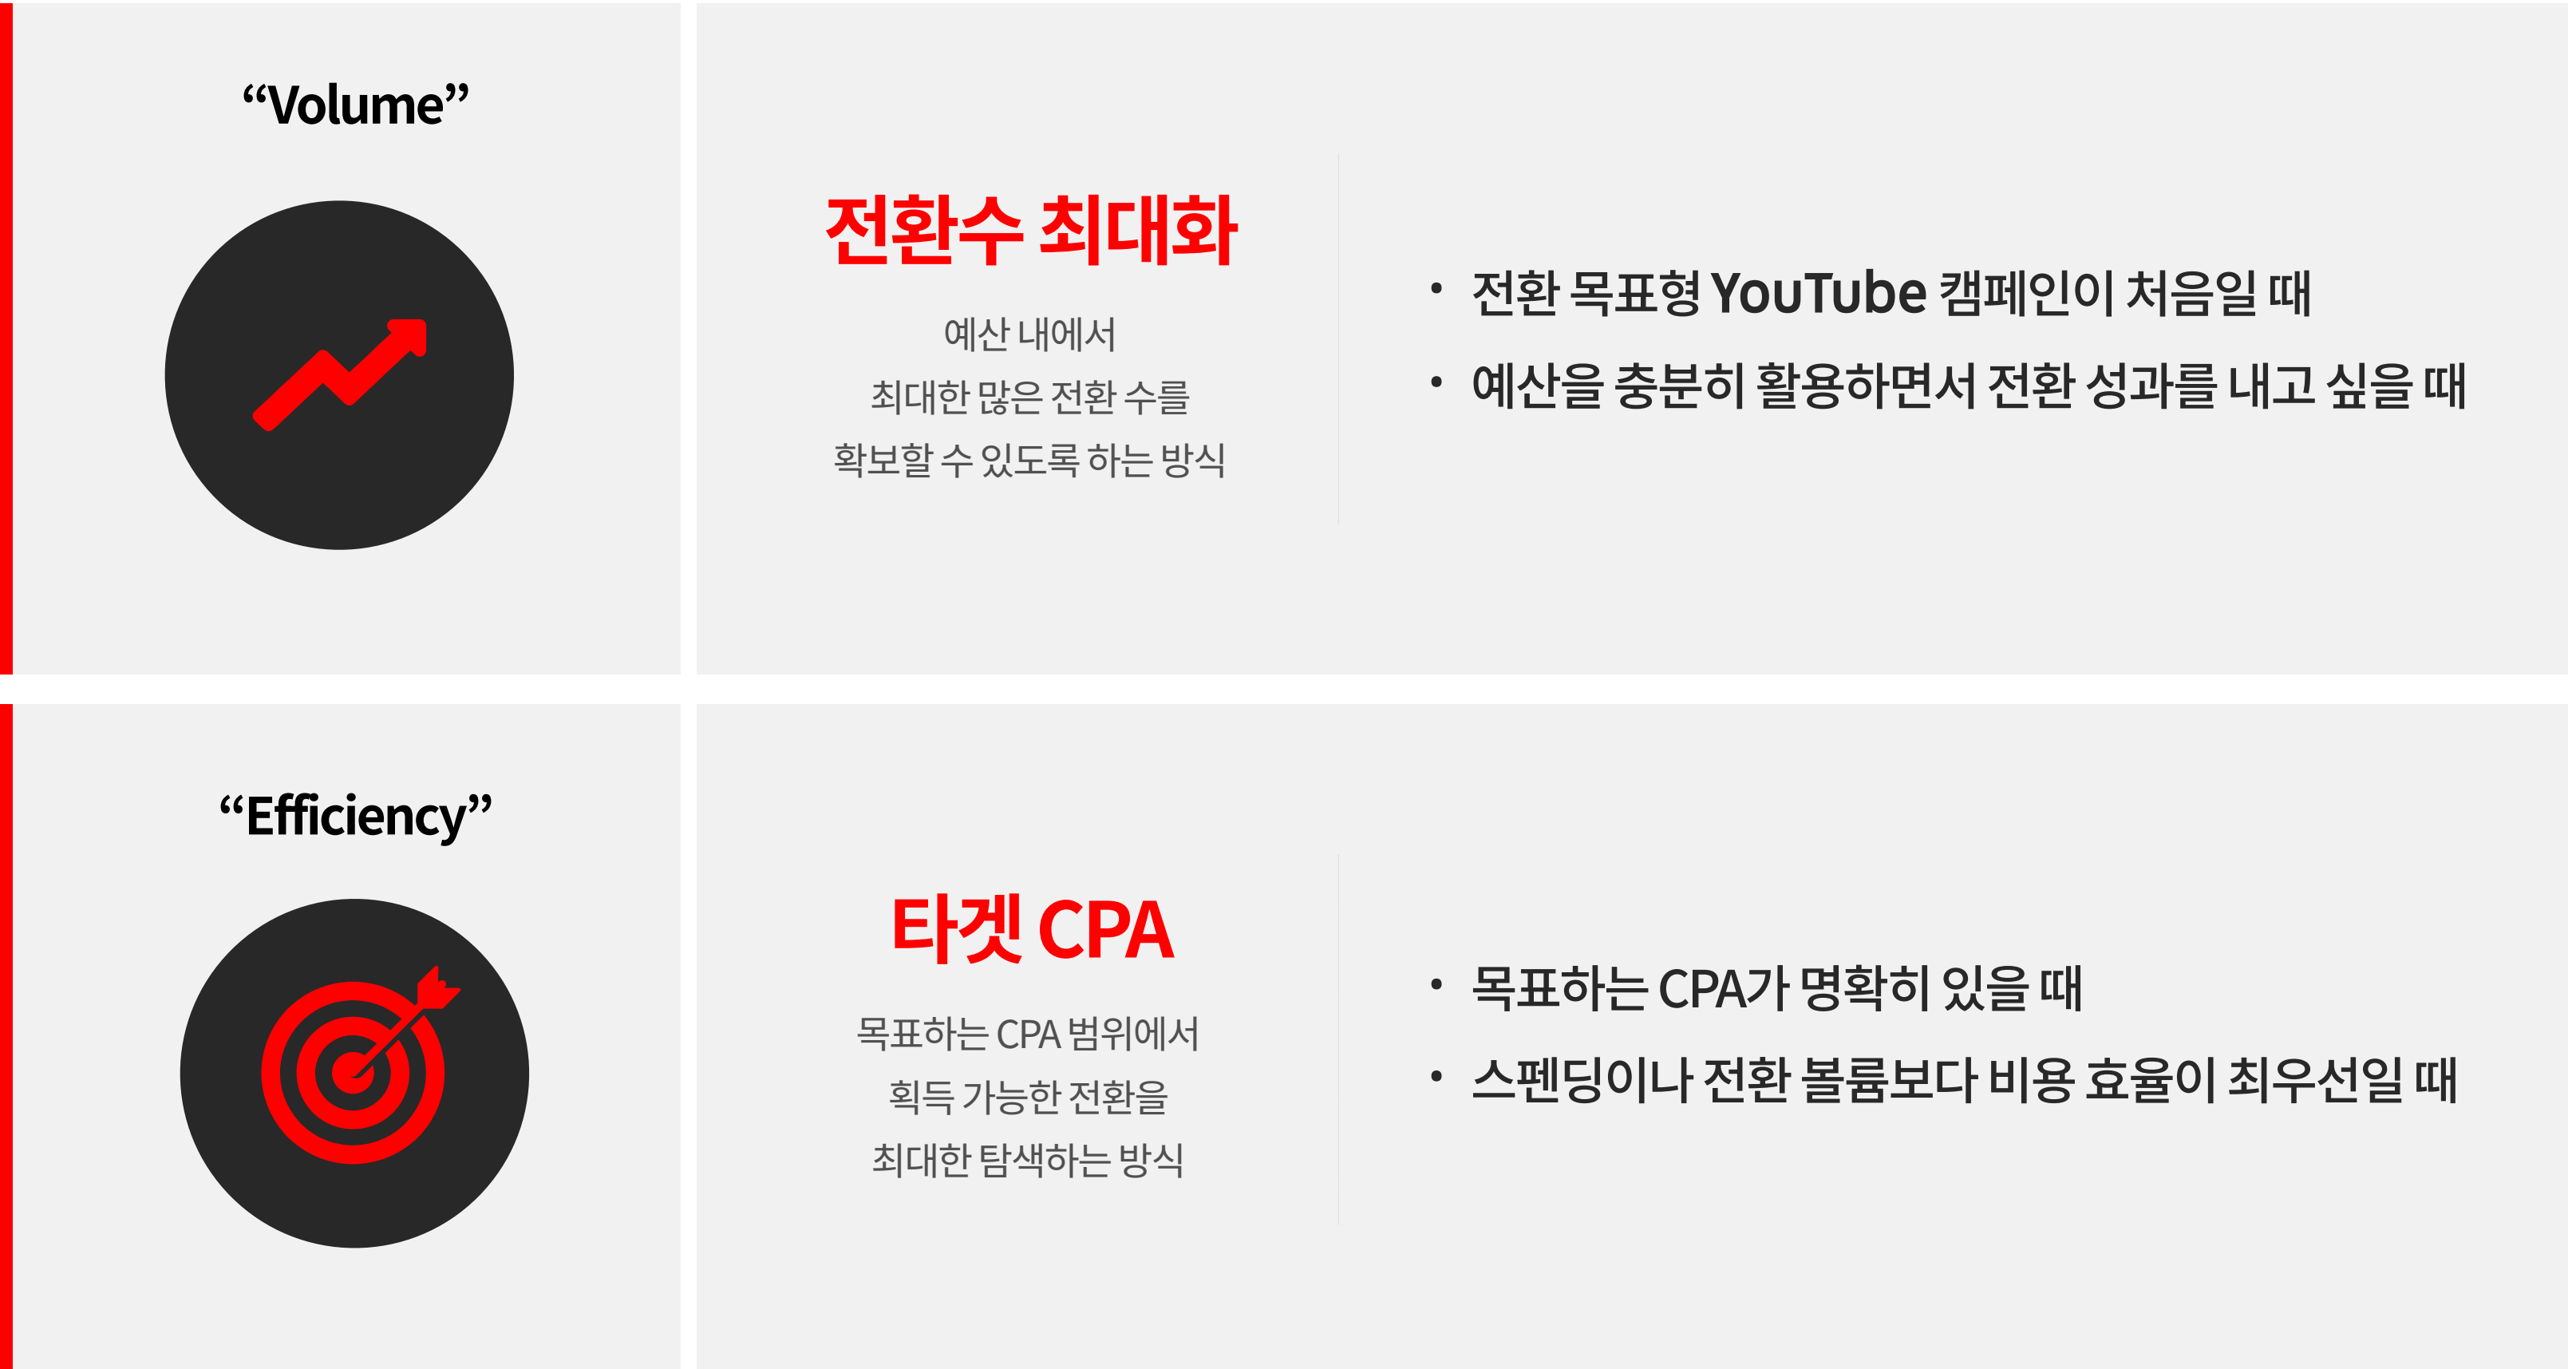 “Volume”
전환수 최대화
예산 내에서
최대한 많은 전환 수를
확보할 수 있도록 하는 방식
• 전환 목표형 YouTube 캠페인이 처음일 때
• 예산을 충분히 활용하면서 전환 성과를 내고 싶을 때
“Efficiency”
타겟 CPA
목표하는 CPA 범위에서
획득 가능한 전환을
최대한 탐색하는 방식
• 목표하는 CPA가 명확히 있을 때
• 스펜딩이나 전환 볼륨보다 비용 효율이 최우선일 때